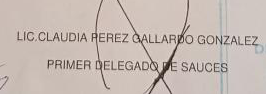 LIC.CLAUDIA PEREZ GALLARDO GONZALEZ
PRIMER DELEGADO DE SAUCES